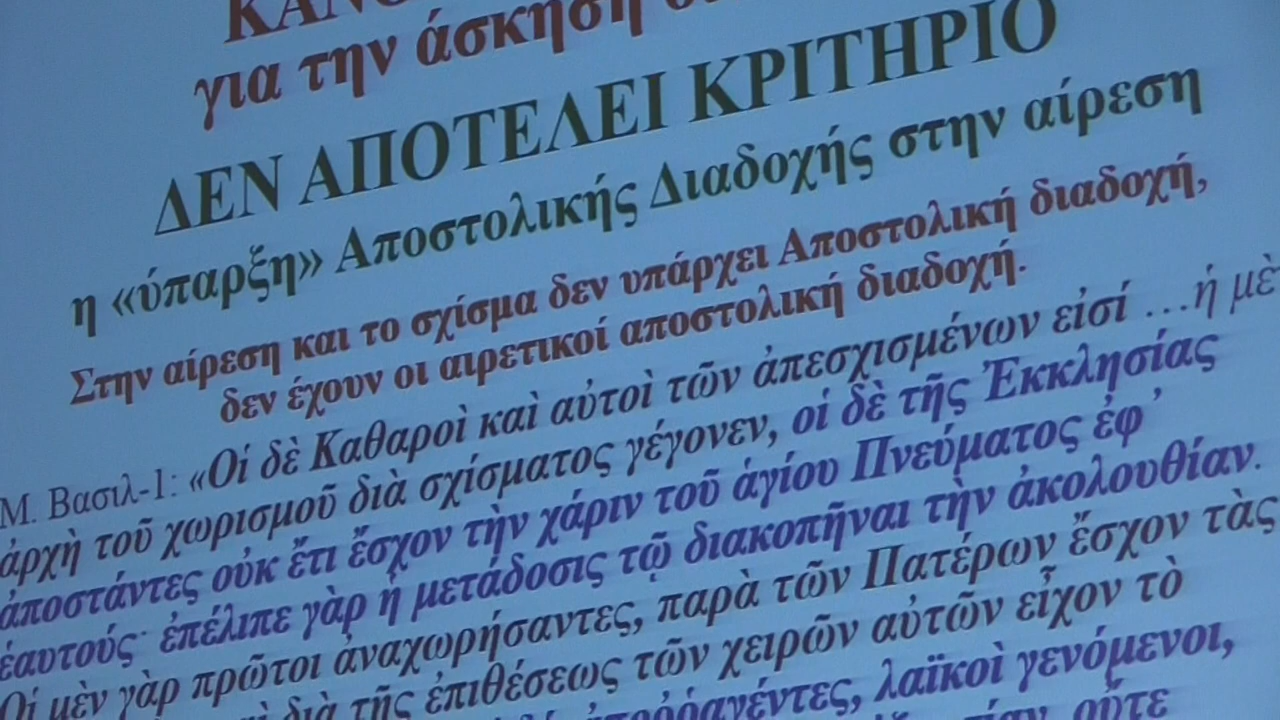 για την άσκηση
ΔΕΝ ΑΠΟΤΕΛΕΙ ΚΡΙΤΗΡΙΟ
η «ύπαρξη» Αποστολικής Διαδοχής στην αίρεση
Στην αίρεση και το σχίσμα δεν υπάρχει Αποστολική διαδοχή,
δεν έχουν οι αιρετικοί αποστολική διαδοχή.
Μ. Βασιλ-1: «Οἱ δὲ Καθαροὶ καὶ αὐτοὶ τῶν ἀπεσχισμένων εἰσί …ἡ μὲ
ἀρχὴ τοῦ χωρισμοῦ διὰ σχίσματος γέγονεν, οἱ δὲ τῆς Ἐκκλησίας
ἀποστάντες οὐκ ἔτι ἔσχον τὴν χάριν τοῦ ἁγίου Πνεύματος ἐφ᾽
ἑαυτούς· ἐπέλιπε γὰρ ἡ μετάδοσις τῷ διακοπῆναι τὴν ἀκολουθίαν.
Οἱ μὲν γὰρ πρῶτοι ἀναχωρήσαντες, παρὰ τῶν Πατέρων ἔσχον τὰς
διὰ τῆς ἐπιθέσεως τῶν χειρῶν αὐτῶν εἶχον τὸ
ἀποῤῥαγέντες, λαϊκοὶ γενόμενοι,
οὔτε